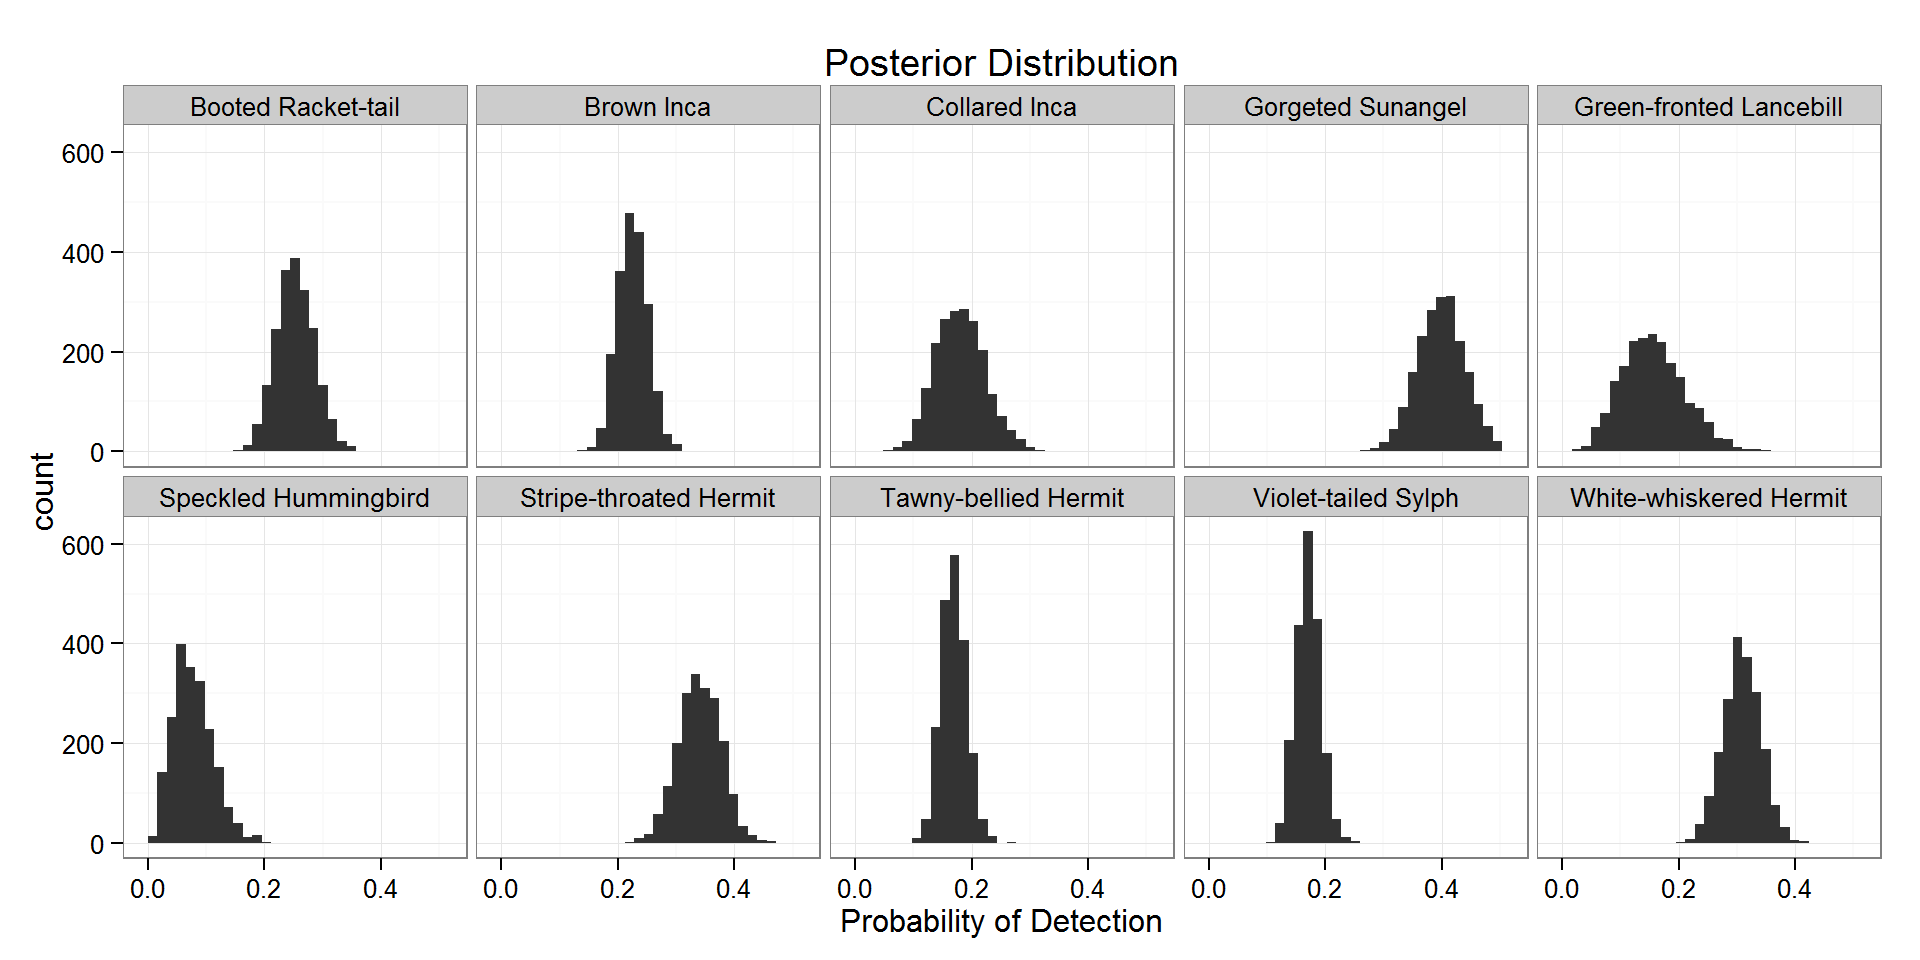 Posterior Distribution
Booted Racket-tail
Brown Inca
Collared Inca
Gorgeted Sunangel
Green-fronted Lancebill
600
400
200
0
count
Speckled Hummingbird
Stripe-throated Hermit
Tawny-bellied Hermit
Violet-tailed Sylph
White-whiskered Hermit
600
400
200
0
0.0 0.2 0.4 0.0 0.2 0.4 0.0 0.2 0.4 0.0 0.2 0.4 0.0 0.2 0.4
Probability of Detection